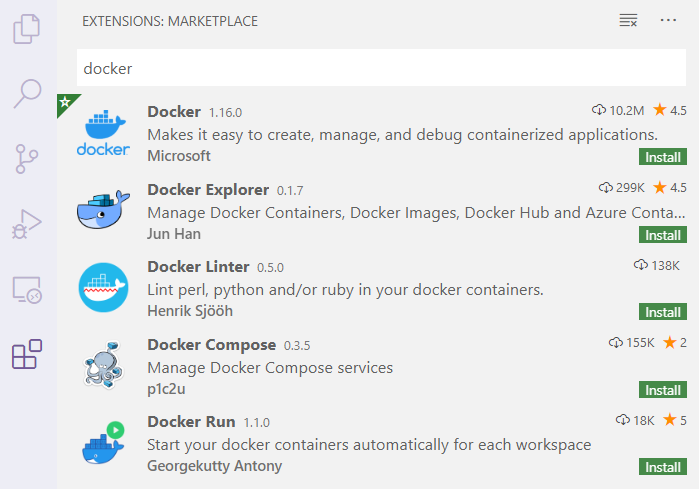 EXTENSIONS: MARKETPLACE
docker
Docker 1.16.0 10.2M 4.5
Makes it easy to create, manage, and debug containerized applications.
docker
Microsoft Install
Docker Explorer 0.1.7 299K 4.5
Manage Docker Containers, Docker Images, Docker Hub and Azure Conta...
Jun Han Install
Docker Linter 0.5.0 138K
Lint perl, python and/or ruby in your docker containers.
Henrik Sjööh Install
Docker Compose 0.3.5 155K 2
Manage Docker Compose services
p1c2u Install
Docker Run 1.1.0 18K 5
Start your docker containers automatically for each workspace
Georgekutty Antony Install